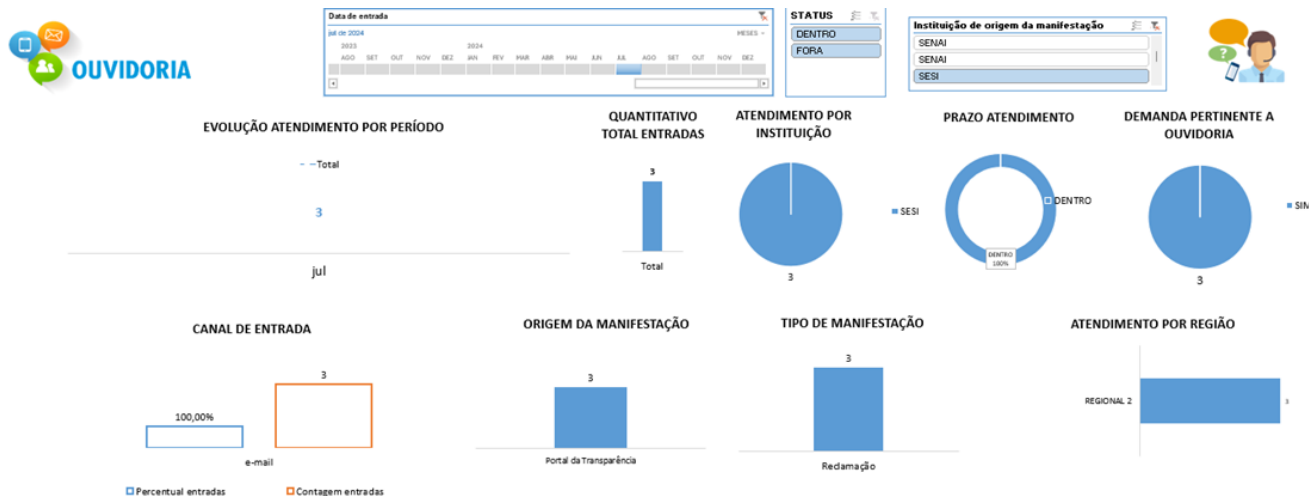 OUVIDORIA
Data de entrada
jul de 2024
MESES
2023
2024
AGO SET OUT NOV DEZ JAN FEV MAR ABR MAI JUN JUL AGO SET OUT NOV DEZ
STATUS
DENTRO
FORA
Instituição de origem da manifestação
SENAI
SENAI
SESI
?
EVOLUÇÃO ATENDIMENTO POR PERÍODO
Total
3
jul
QUANTITATIVO
TOTAL ENTRADAS
3
Total
ATENDIMENTO POR
INSTITUIÇÃO
SESI
3
PRAZO ATENDIMENTO
DENTRO
DENTRO
100%
DEMANDA PERTINENTE A
OUVIDORIA
SIM
3
CANAL DE ENTRADA
100,00%
3
e-mail
Percentual entradas
Contagem entradas
ORIGEM DA MANIFESTAÇÃO
3
Portal da Transparência
TIPO DE MANIFESTAÇÃO
3
Reclamação
ATENDIMENTO POR REGIÃO
REGIONAL 2
3